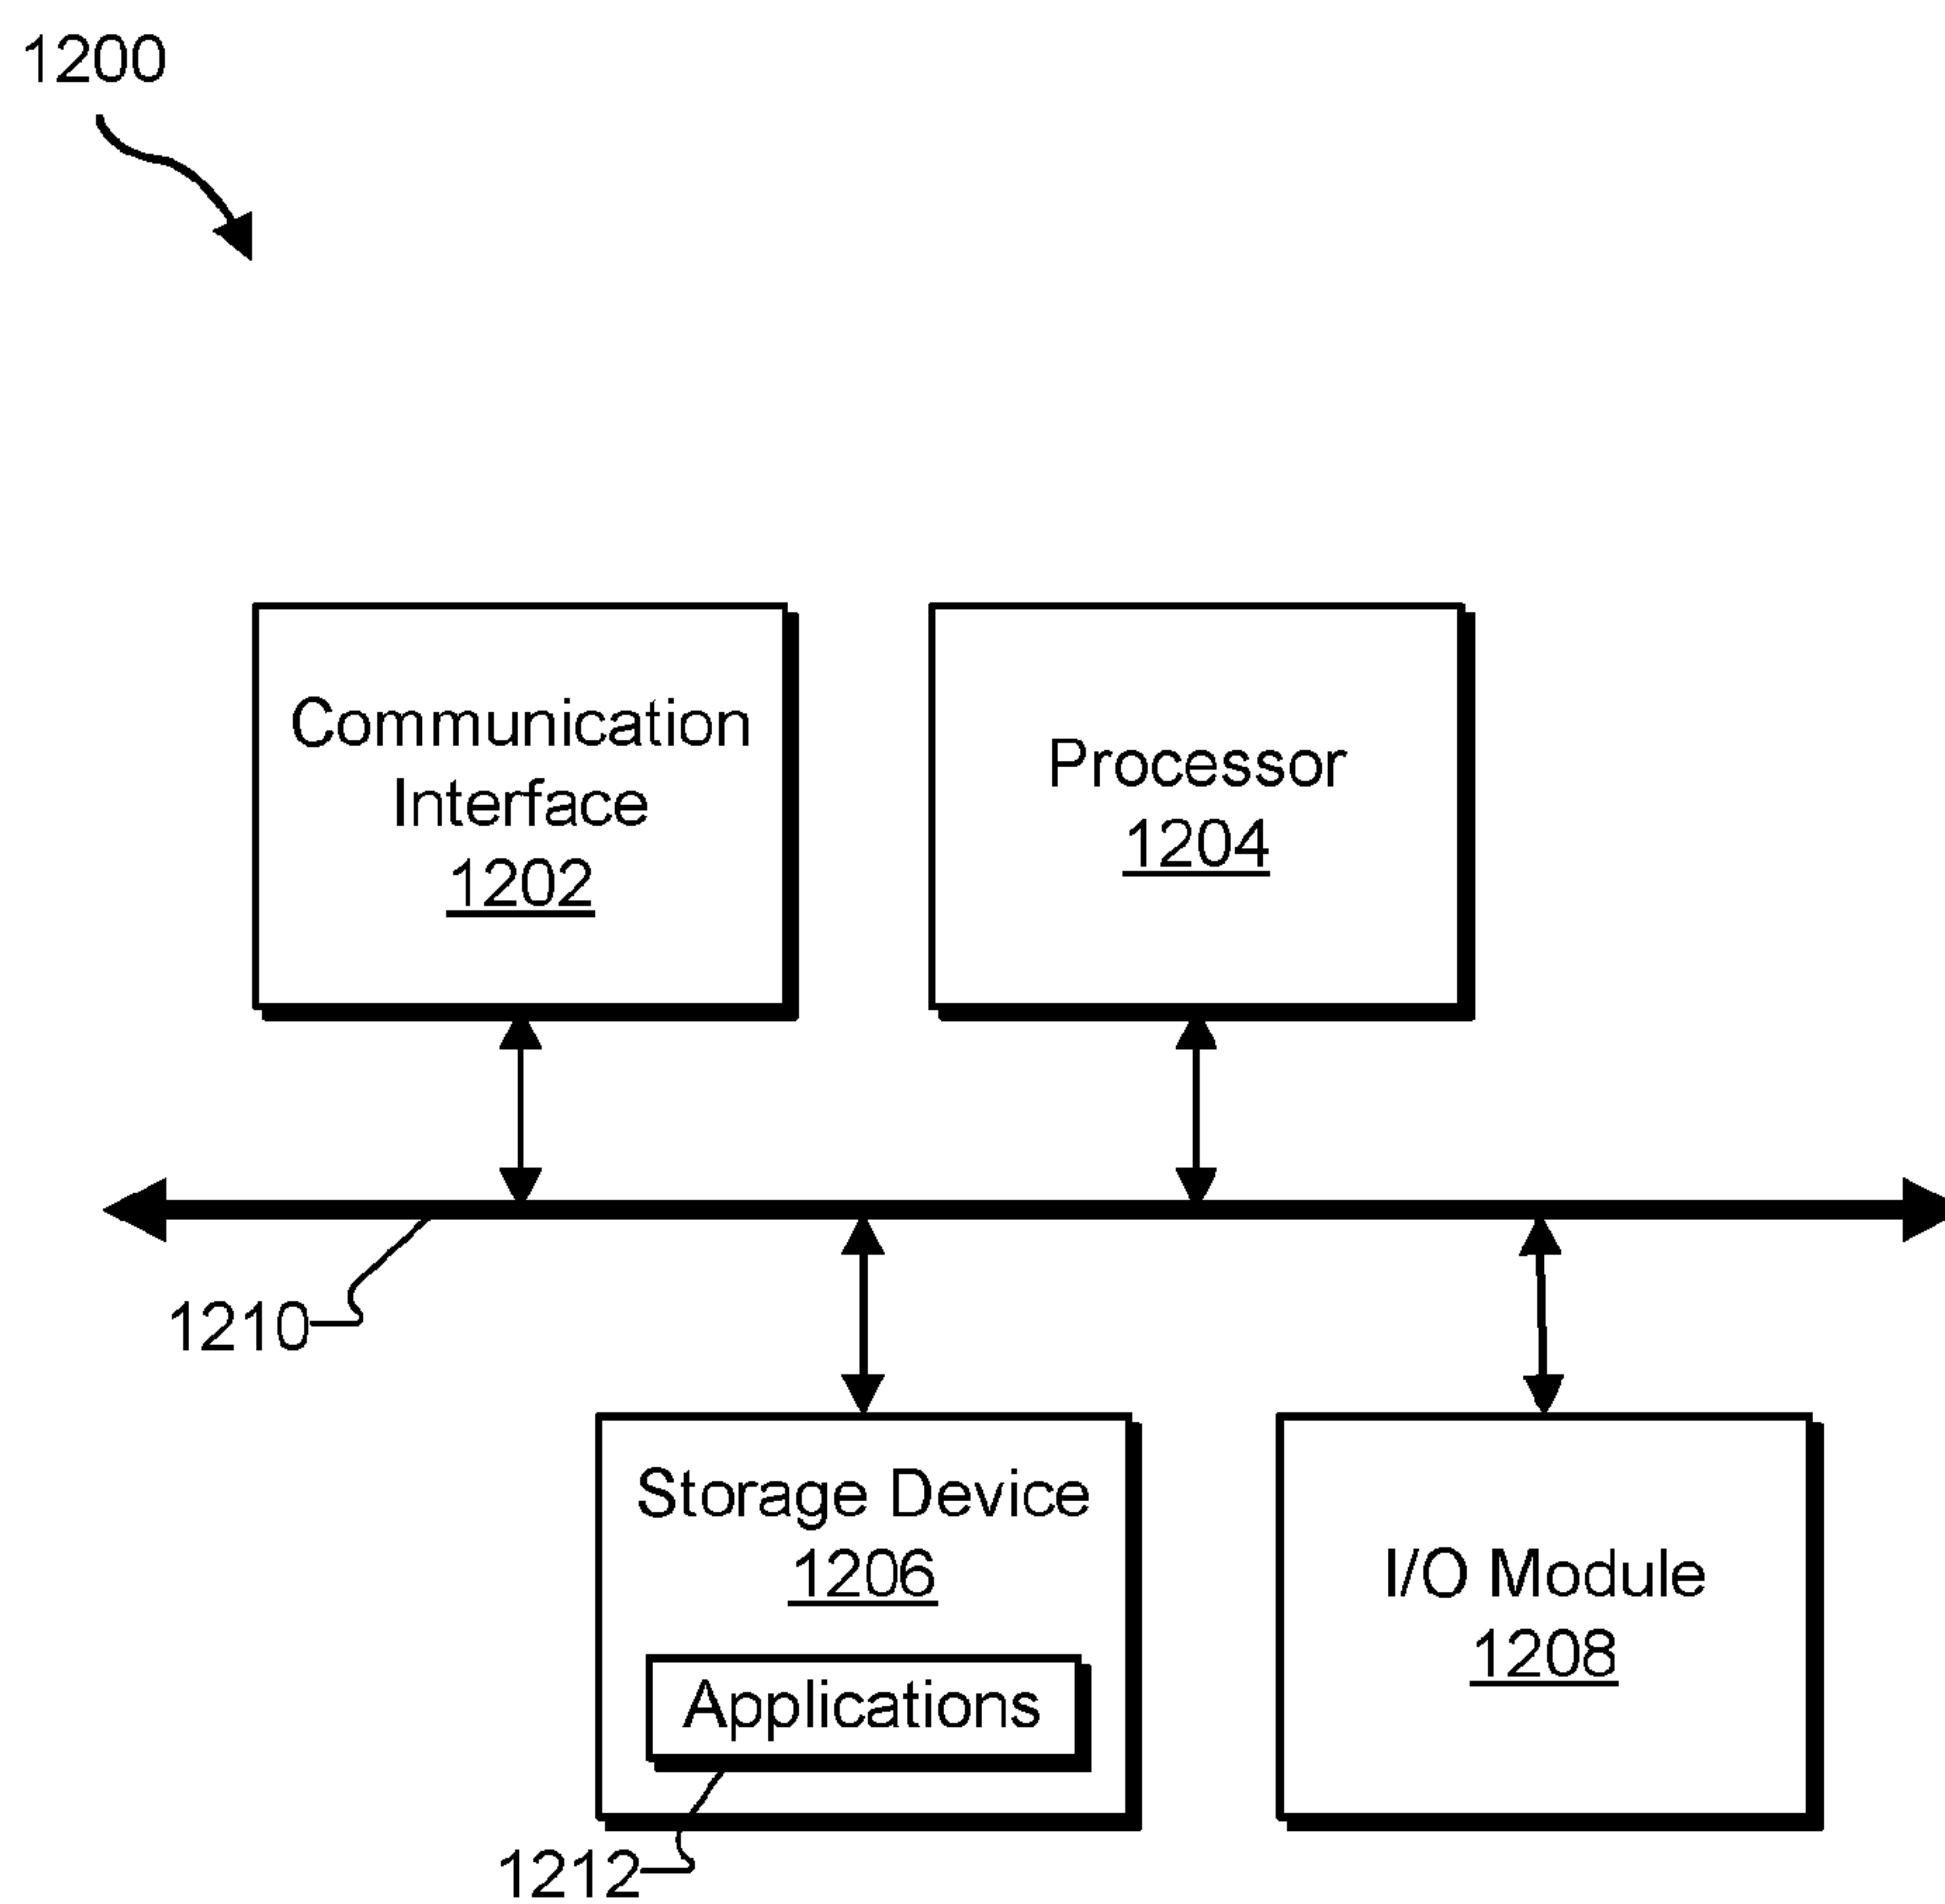 1200
Communication
Interface
1202
Processor
1204
1210
Storage Device
1206
Applications
1212
I/O Module
1208